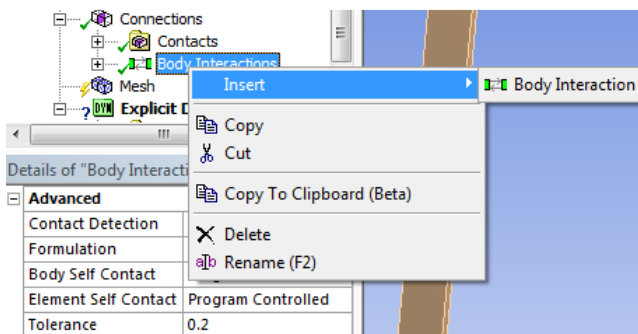 Connections
Contacts
Body Interactions
Mesh
Explicit D
Insert
Body Interaction
Copy
Cut
Copy To Clipboard (Beta)
Delete
Rename (F2)
Details of "Body Interacti
Advanced
Contact Detection
Formulation
Body Self Contact
Element Self Contact Program Controlled
Tolerance 0.2